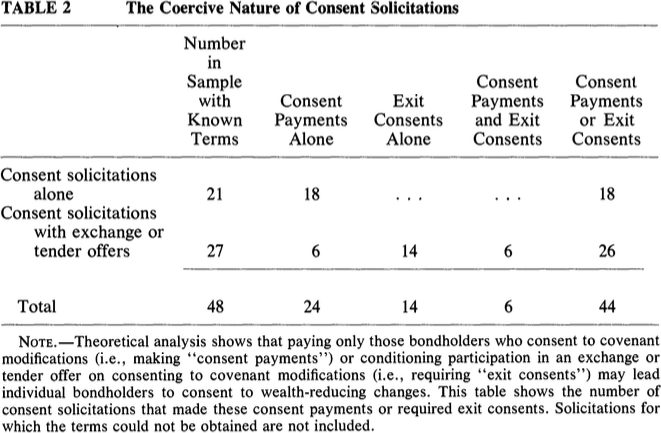 TABLE 2 The Coercive Nature of Consent Solicitations
Number
in
Sample Consent Consent
with Consent Exit Payments Payments
Known Payments Consents and Exit or Exit
Terms Alone Alone Consents Consents
Consent solicitations
alone 21 18 . . . . . . 18
Consent solicitations
with exchange or
tender offers 27 6 14 6 26
Total 48 24 14 6 44
NOTE.—Theoretical analysis shows that paying only those bondholders who consent to covenant
modifications (i.e., making “consent payments”) or conditioning participation in an exchange or
tender offer on consenting to covenant modifications (i.e., requiring “exit consents”) may lead
individual bondholders to consent to wealth-reducing changes. This table shows the number of
consent solicitations that made these consent payments or required exit consents. Solicitations for
which the terms could not be obtained are not included.